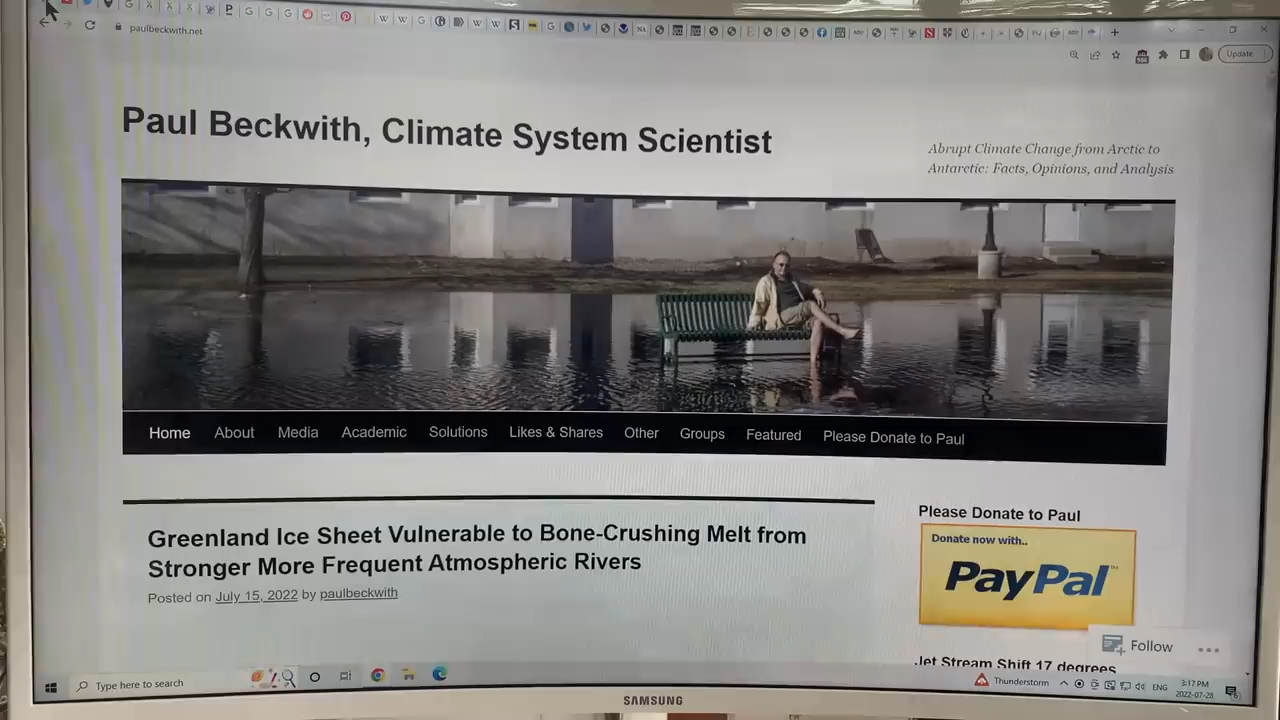 paulbeckwith.net
Update
Paul Beckwith, Climate System Scientist
Abrupt Climate Change from Arctic to
Antarctic: Facts, Opinions, and Analysis
Home About Media Academic Solutions Likes & Shares Other Groups Featured Please Donate to Paul
Greenland Ice Sheet Vulnerable to Bone-Crushing Melt from
Stronger More Frequent Atmospheric Rivers
Posted on July 15, 2022 by paulbeckwith
Please Donate to Paul
Donate now with..
PayPal™
Follow
Jet Stream Shift 17 degrees
Type here to search
Thunderstorm
ENG
3:17 PM
2022-07-28
SAMSUNG